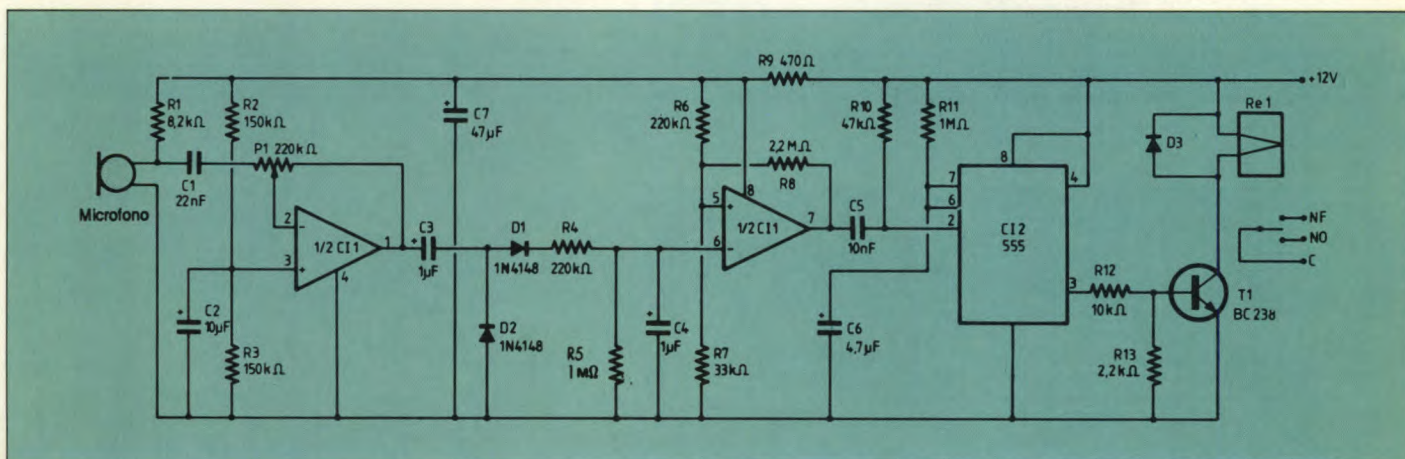 R1
8,2kΩ
R2
150kΩ
P1 220kΩ
C1
22nF
Microfono
C2
10µF
R3
150kΩ
2
-
3
+
1/2 CI1
1
4
C7
47µF
C3
1µF
D1
1N4148
R4
220kΩ
D2
1N4148
R5
1MΩ
C4
1µF
R6
220kΩ
R9 470Ω
2,2MΩ
R8
5
+
6
-
1/2CI1
8
7
R7
33kΩ
C5
10nF
R10
47kΩ
R11
1MΩ
C6
4,7µF
7
6
2
8
4
3
CI2
555
R12
10kΩ
R13
2,2kΩ
T1
BC 238
D3
Re 1
+12V
NF
NO
C